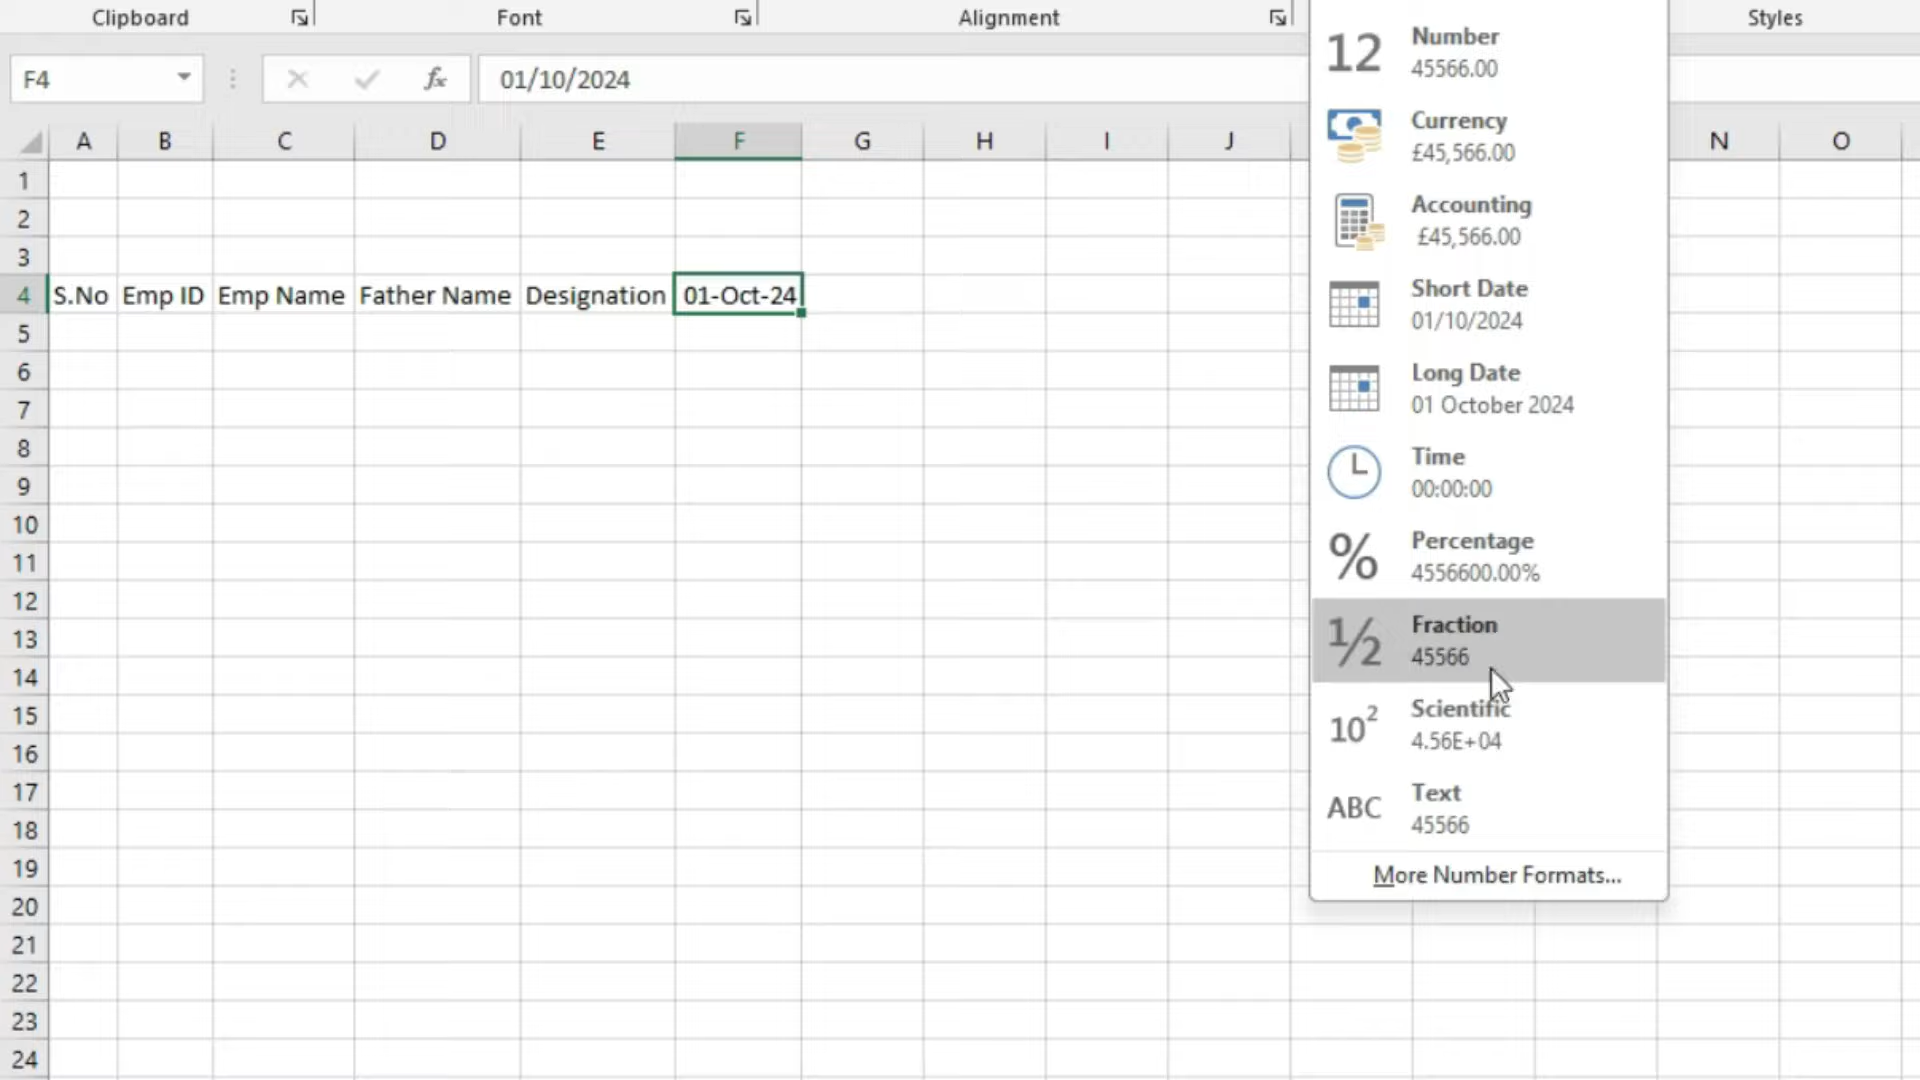 Clipboard
Font
Alignment
Styles
F4
fx
01/10/2024
A B C D E F G H I J N O
1
2
3
4 S.No Emp ID Emp Name Father Name Designation 01-Oct-24
5
6
7
8
9
10
11
12
13
14
15
16
17
18
19
20
21
22
23
24
12
Number
45566.00
Currency
£45,566.00
Accounting
£45,566.00
Short Date
01/10/2024
Long Date
01 October 2024
Time
00:00:00
%
Percentage
4556600.00%
½
Fraction
45566
10²
Scientific
4.56E+04
ABC
Text
45566
More Number Formats...